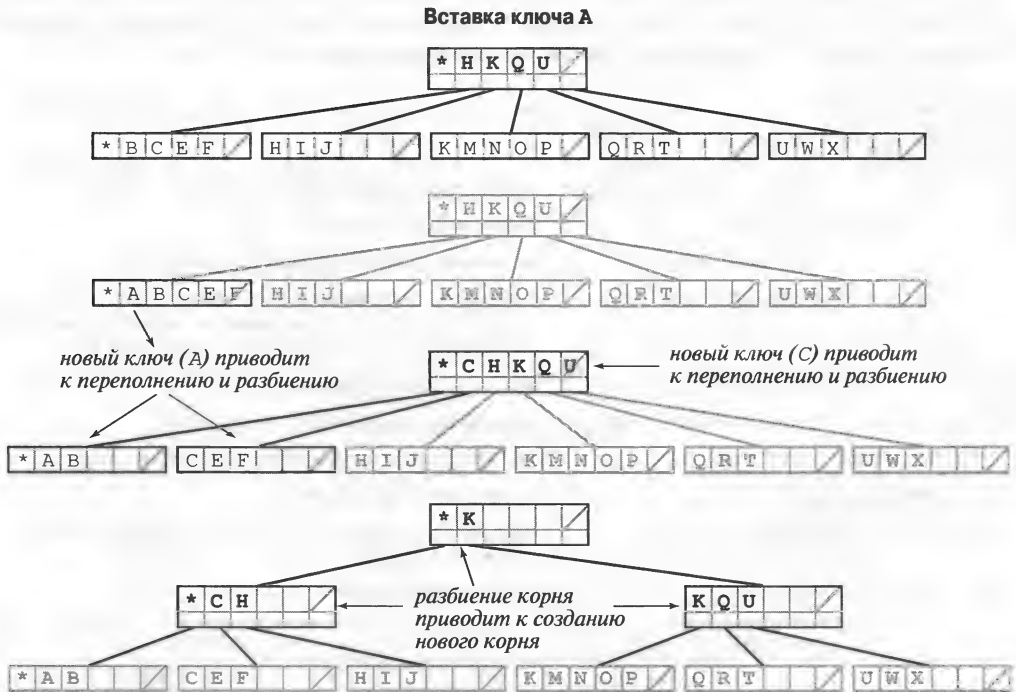 Вставка ключа A
* H K Q U
* B C E F H I J K M N O P Q R T U W X
* H K Q U
* A B C E F H I J K M N O P Q R T U W X
новый ключ (A) приводит
к переполнению и разбиению
* C H K Q U
новый ключ (C) приводит
к переполнению и разбиению
* A B C E F H I J K M N O P Q R T U W X
* K
* C H
разбиение корня
приводит к созданию
нового корня
K Q U
* A B C E F H I J K M N O P Q R T U W X